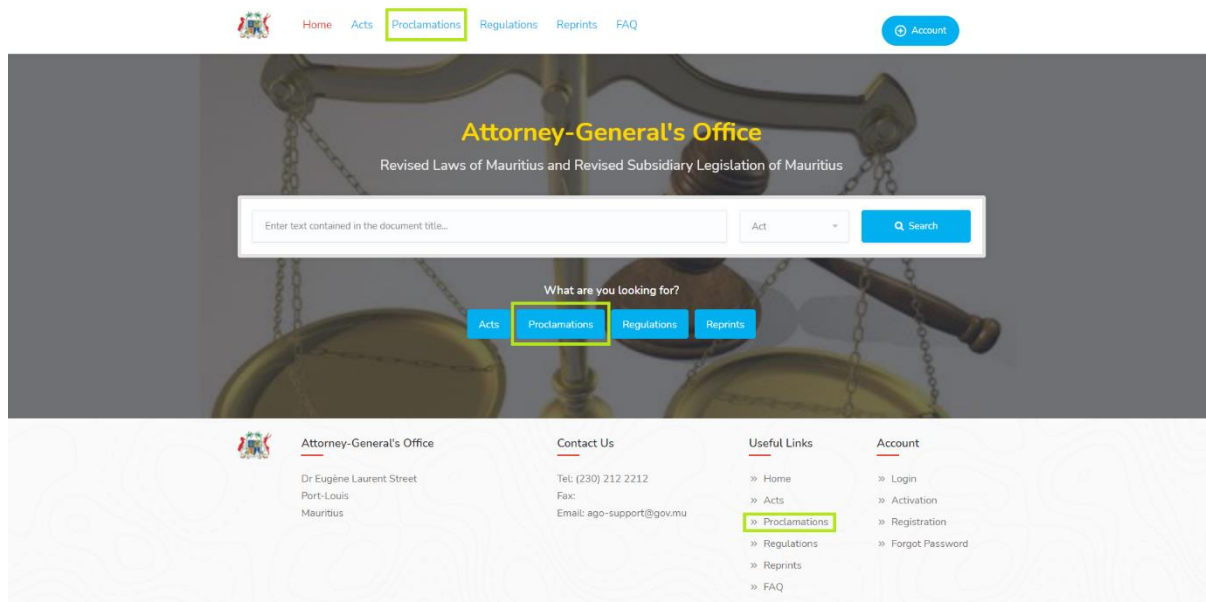 Home Acts Proclamations Regulations Reprints FAQ
Account
Attorney-General's Office
Revised Laws of Mauritius and Revised Subsidiary Legislation of Mauritius
Enter text contained in the document title...
Act
Search
What are you looking for?
Acts Proclamations Regulations Reprints
Attorney-General's Office
Dr Eugène Laurent Street
Port-Louis
Mauritius
Contact Us
Tel: (230) 212 2212
Fax:
Email: ago-support@gov.mu
Useful Links
» Home
» Acts
» Proclamations
» Regulations
» Reprints
» FAQ
Account
» Login
» Activation
» Registration
» Forgot Password